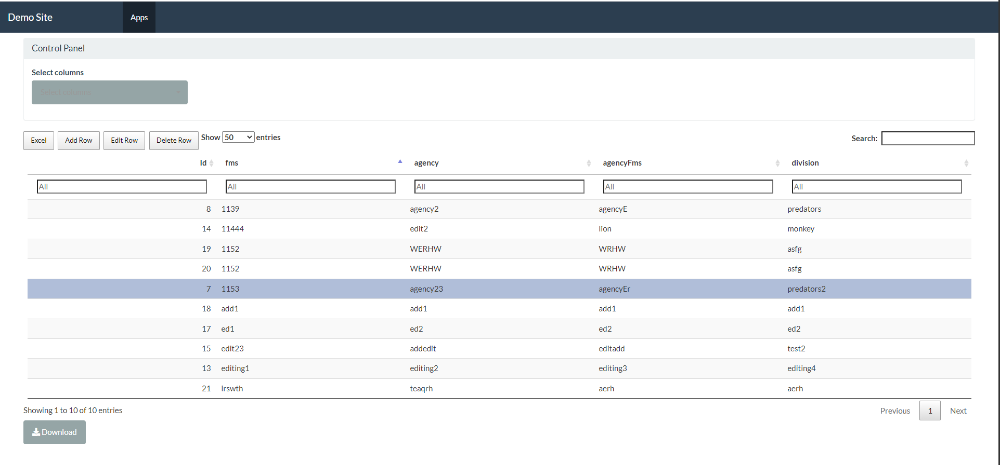 Demo Site Apps
Control Panel
Select columns
Select columns
Excel Add Row Edit Row Delete Row Show 50 entries Search:
Id fms agency agencyFms division
All All All All All
8 1139 agency2 agencyE predators
14 11444 edit2 lion monkey
19 1152 WERHW WRHW asfg
20 1152 WERHW WRHW asfg
7 1153 agency23 agencyEr predators2
18 add1 add1 add1 add1
17 ed1 ed2 ed2 ed2
15 edit23 addedit editadd test2
13 editing1 editing2 editing3 editing4
21 irswth teaqrh aerh aerh
Showing 1 to 10 of 10 entries Previous 1 Next
Download